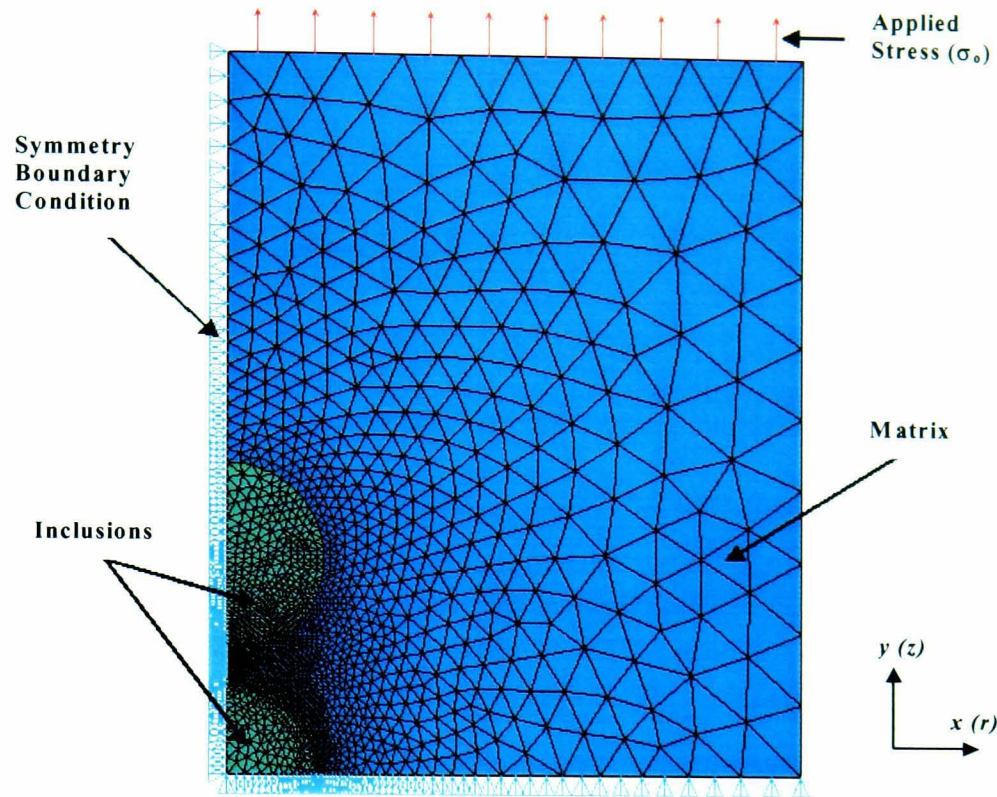 Applied
Stress (σₒ)
Symmetry
Boundary
Condition
Matrix
Inclusions
y (z)
x (r)